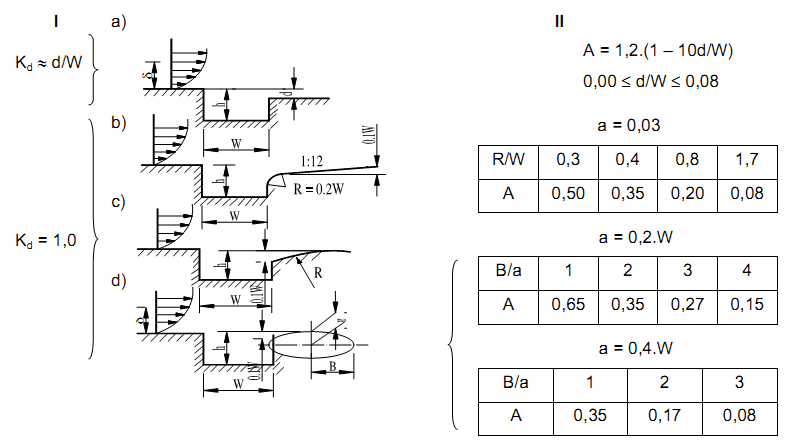 I
II
a)
K_d ≈ d/W
δ
h
d
W
A = 1,2.(1 – 10d/W)
0,00 ≤ d/W ≤ 0,08
b)
h
W
1:12
0.1W
R = 0.2W
a = 0,03
R/W 0,3 0,4 0,8 1,7
A 0,50 0,35 0,20 0,08
c)
K_d = 1,0
h
W
0.1W
R
a = 0,2.W
B/a 1 2 3 4
A 0,65 0,35 0,27 0,15
d)
δ
h
W
0.1W
a
B
a = 0,4.W
B/a 1 2 3
A 0,35 0,17 0,08